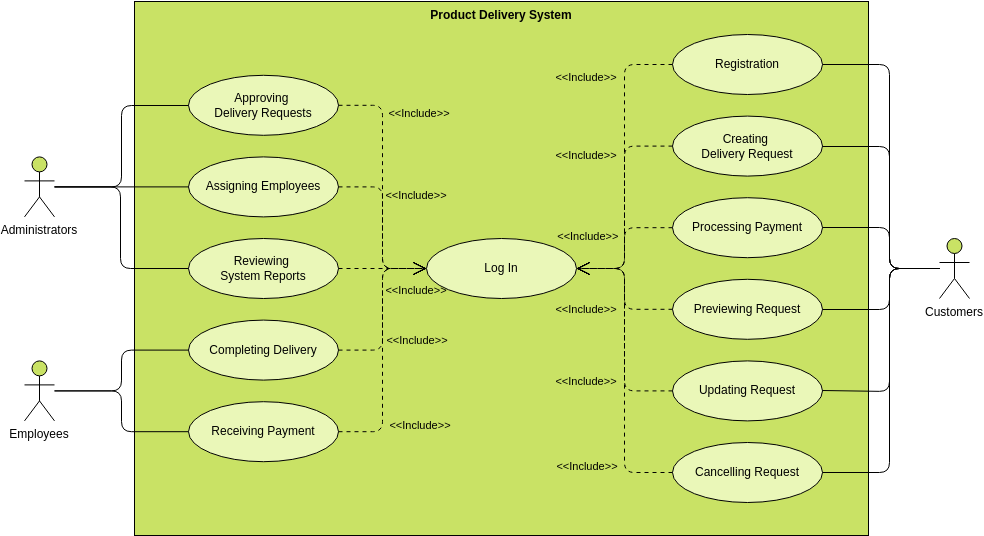 Product Delivery System
Approving
Delivery Requests
<<Include>>
Assigning Employees
<<Include>>
Reviewing
System Reports
<<Include>>
Completing Delivery
<<Include>>
Receiving Payment
<<Include>>
Log In
Registration
<<Include>>
Creating
Delivery Request
<<Include>>
Processing Payment
<<Include>>
Previewing Request
<<Include>>
Updating Request
<<Include>>
Cancelling Request
<<Include>>
Administrators
Employees
Customers